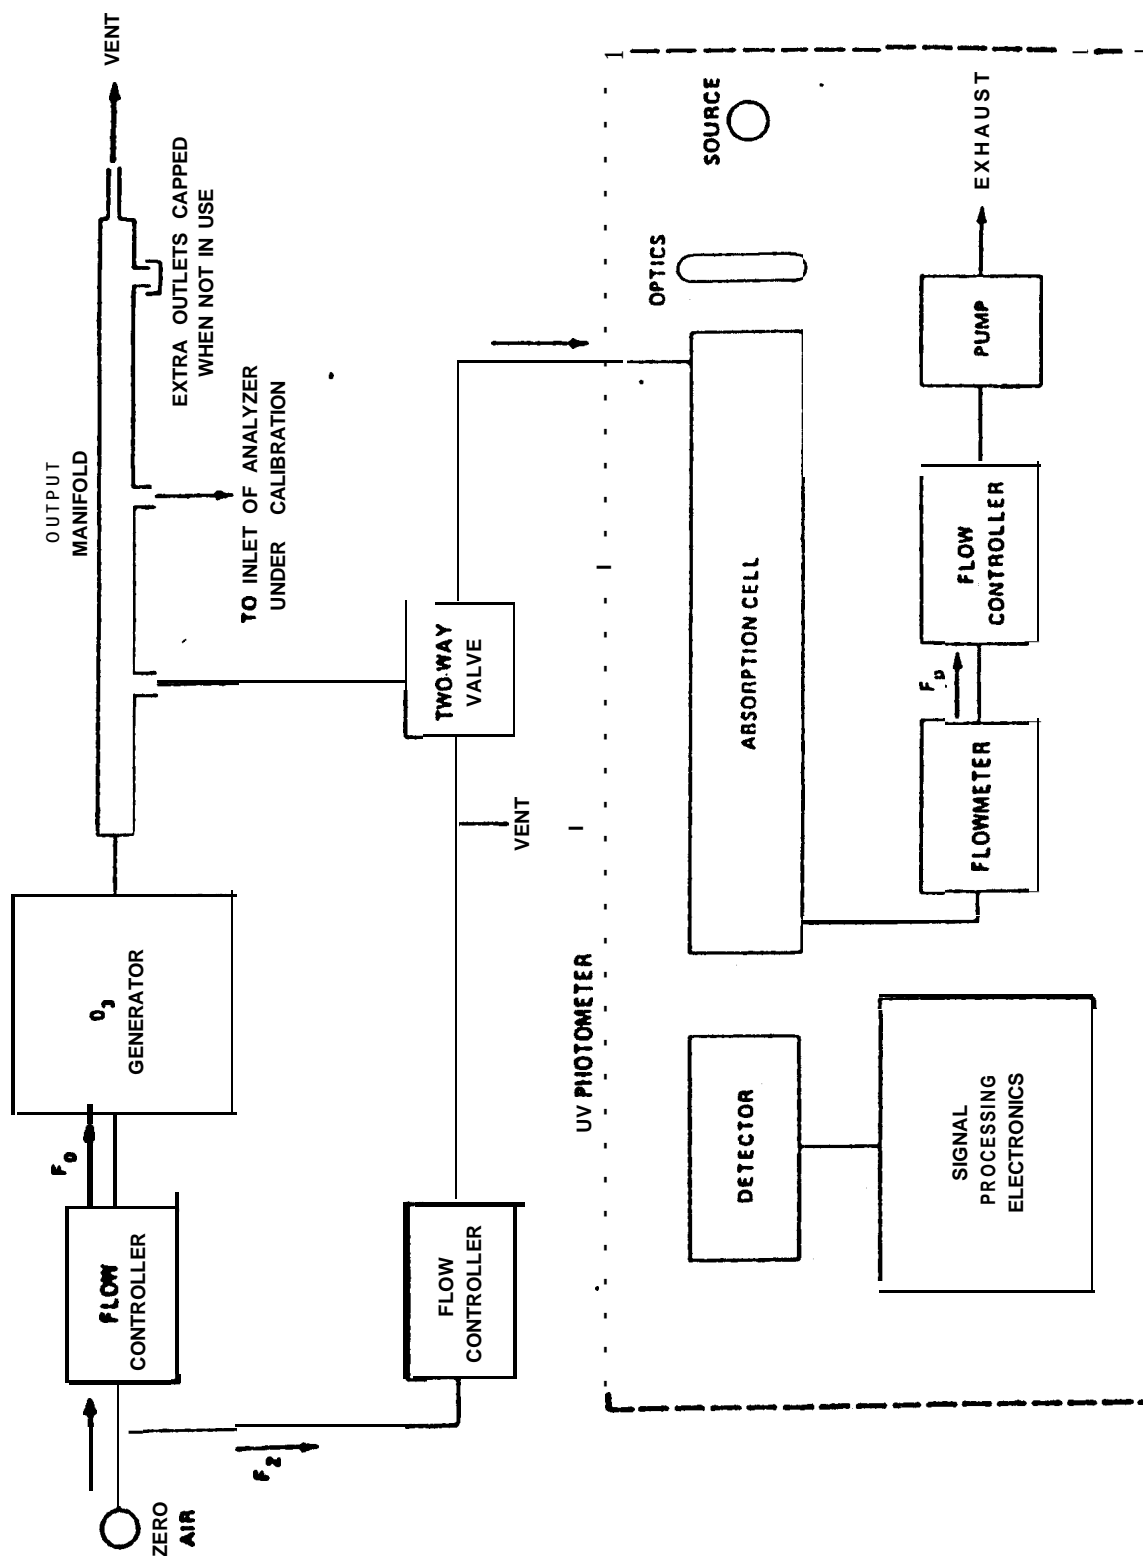 ZERO
AIR
FLOW
CONTROLLER
F0
O3
GENERATOR
OUTPUT
MANIFOLD
VENT
EXTRA OUTLETS CAPPED
WHEN NOT IN USE
TO INLET OF ANALYZER
UNDER CALIBRATION
FZ
FLOW
CONTROLLER
VENT
TWO-WAY
VALVE
UV PHOTOMETER
DETECTOR
SIGNAL
PROCESSING
ELECTRONICS
ABSORPTION CELL
OPTICS
SOURCE
FLOWMETER
Fp
FLOW
CONTROLLER
PUMP
EXHAUST